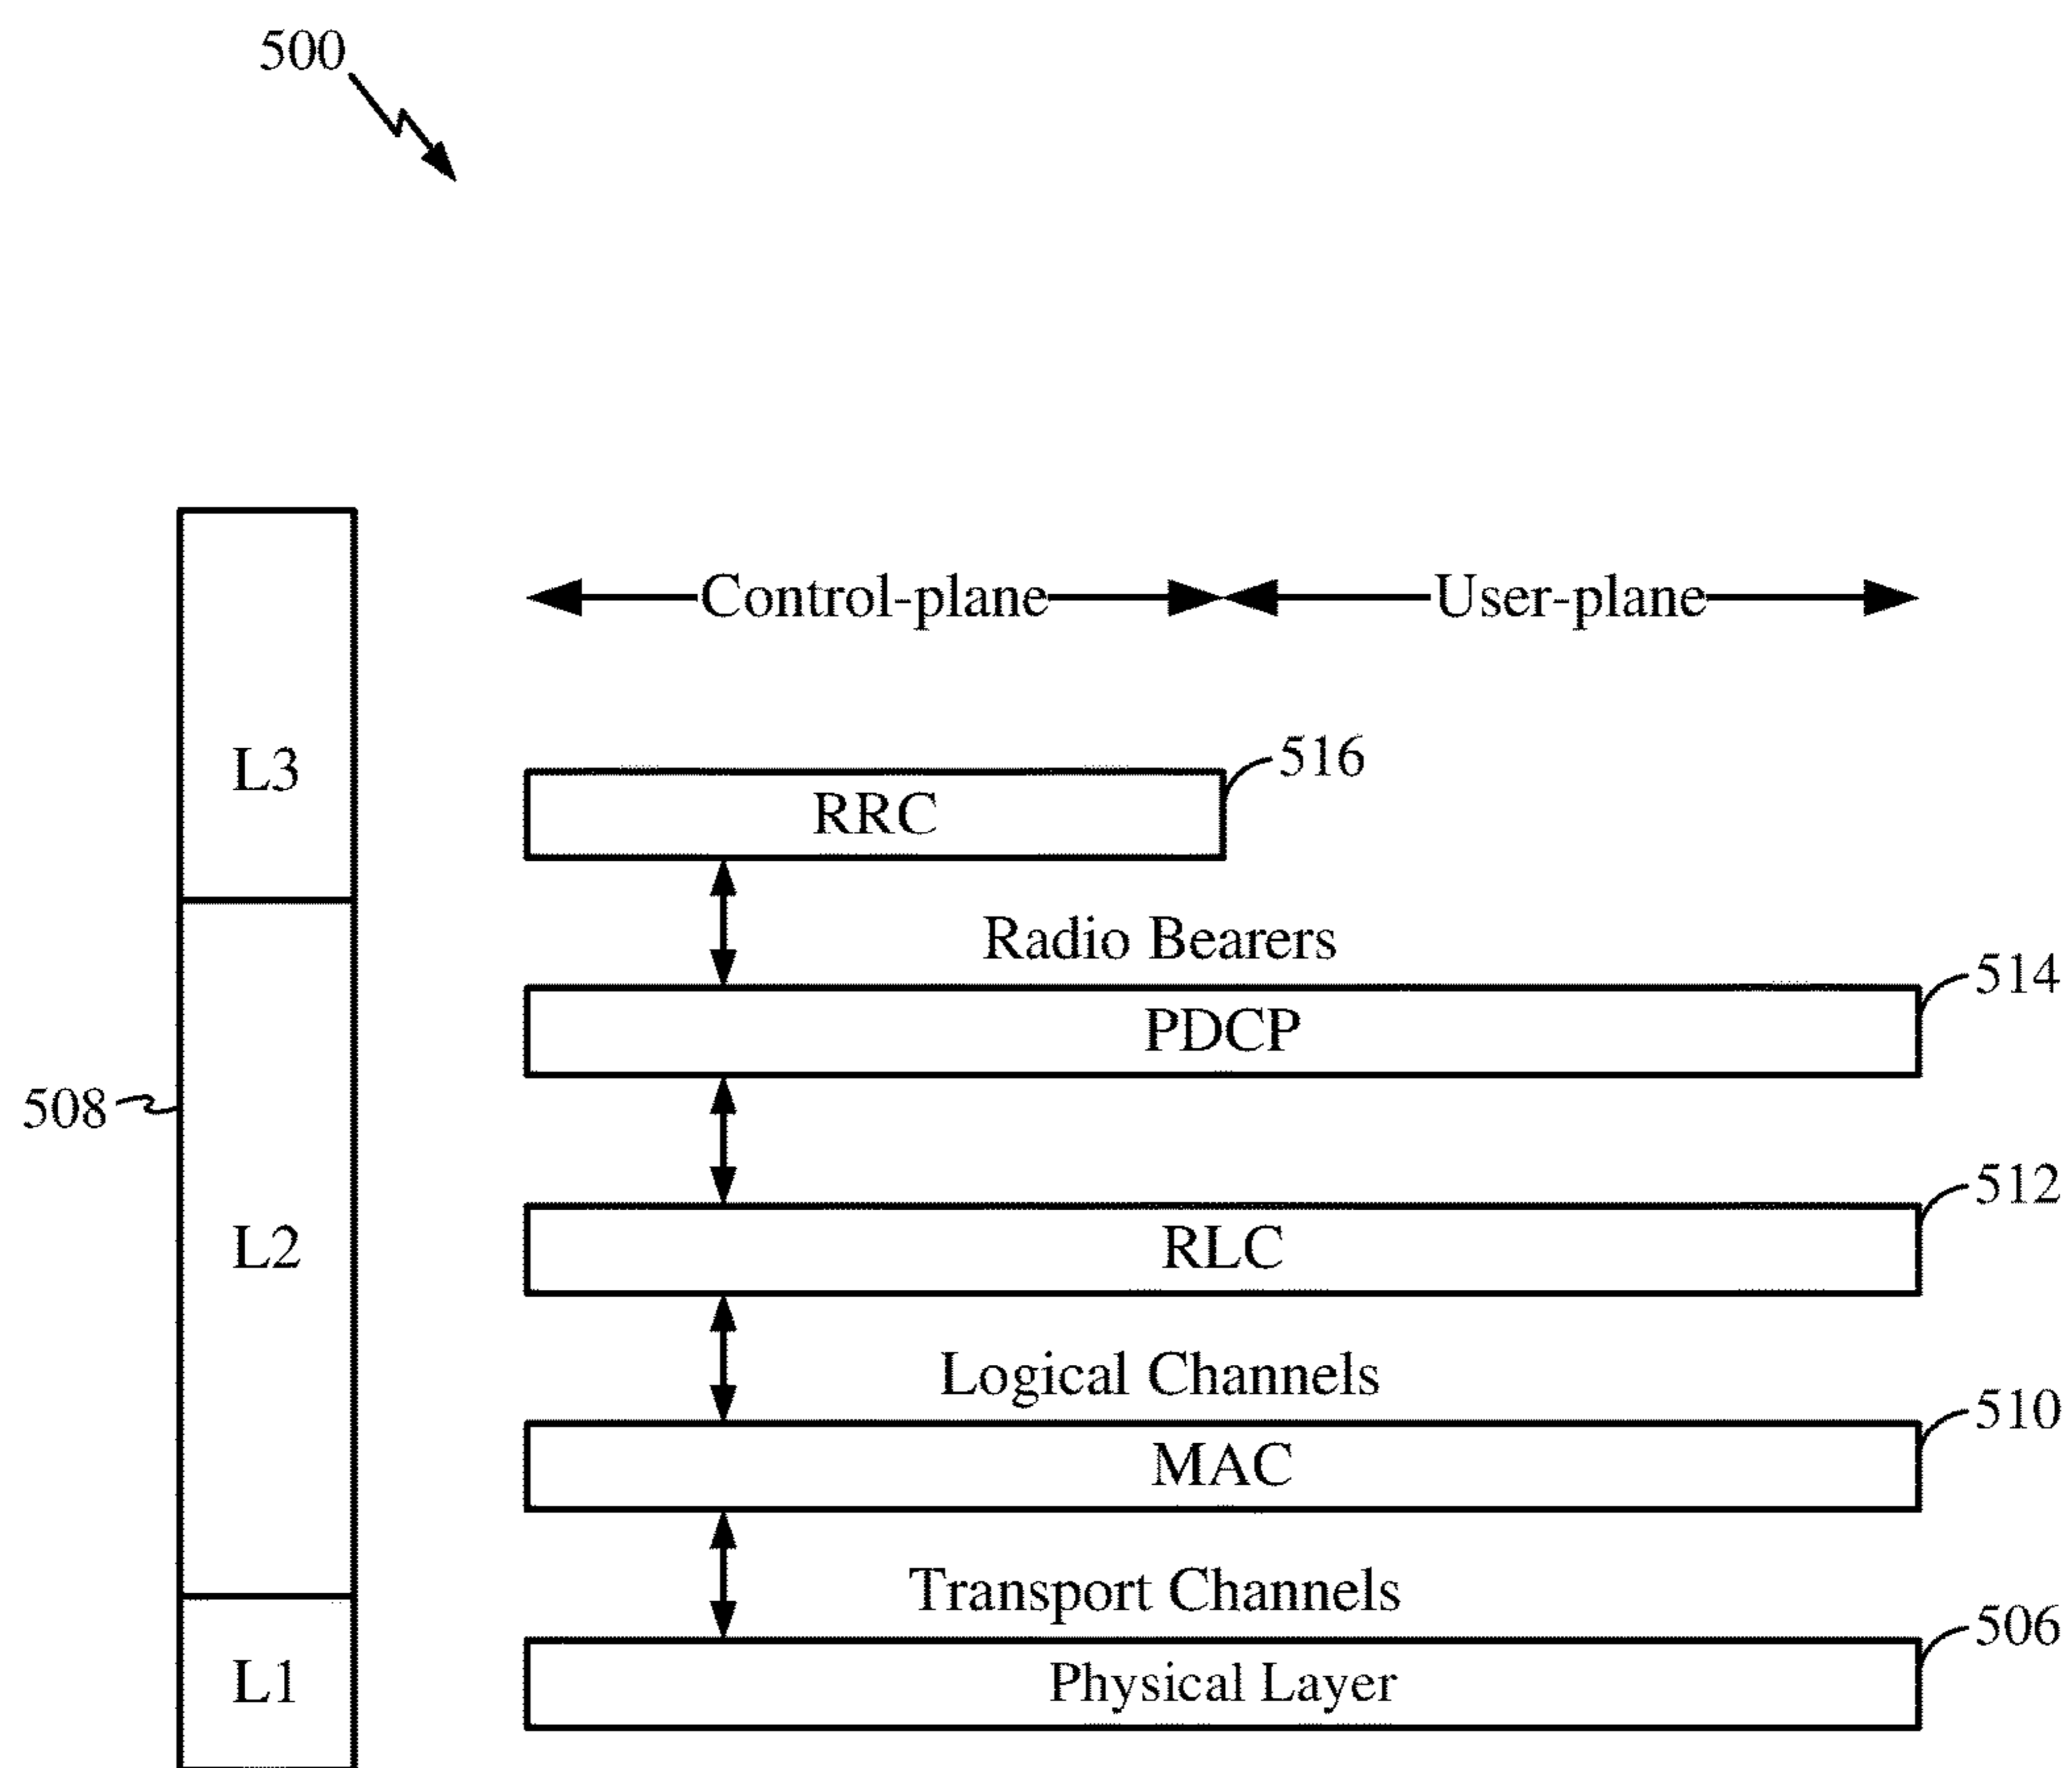 500
Control-plane
User-plane
L3
516
RRC
Radio Bearers
514
PDCP
508
512
L2
RLC
Logical Channels
510
MAC
Transport Channels
506
L1
Physical Layer